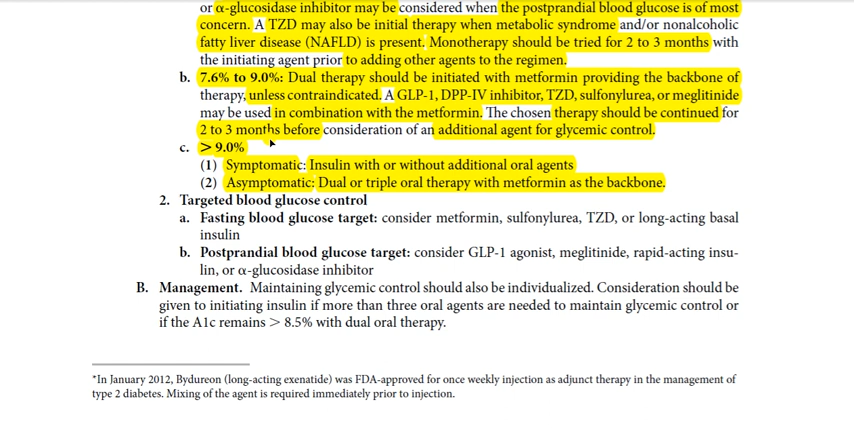 or α-glucosidase inhibitor may be considered when the postprandial blood glucose is of most
concern. A TZD may also be initial therapy when metabolic syndrome and/or nonalcoholic
fatty liver disease (NAFLD) is present. Monotherapy should be tried for 2 to 3 months with
the initiating agent prior to adding other agents to the regimen.
b. 7.6% to 9.0%: Dual therapy should be initiated with metformin providing the backbone of
therapy, unless contraindicated. A GLP-1, DPP-IV inhibitor, TZD, sulfonylurea, or meglitinide
may be used in combination with the metformin. The chosen therapy should be continued for
2 to 3 months before consideration of an additional agent for glycemic control.
c. > 9.0%
(1) Symptomatic: Insulin with or without additional oral agents
(2) Asymptomatic: Dual or triple oral therapy with metformin as the backbone.
2. Targeted blood glucose control
a. Fasting blood glucose target: consider metformin, sulfonylurea, TZD, or long-acting basal
insulin
b. Postprandial blood glucose target: consider GLP-1 agonist, meglitinide, rapid-acting insu-
lin, or α-glucosidase inhibitor
B. Management. Maintaining glycemic control should also be individualized. Consideration should be
given to initiating insulin if more than three oral agents are needed to maintain glycemic control or
if the A1c remains > 8.5% with dual oral therapy.
*In January 2012, Bydureon (long-acting exenatide) was FDA-approved for once weekly injection as adjunct therapy in the management of
type 2 diabetes. Mixing of the agent is required immediately prior to injection.